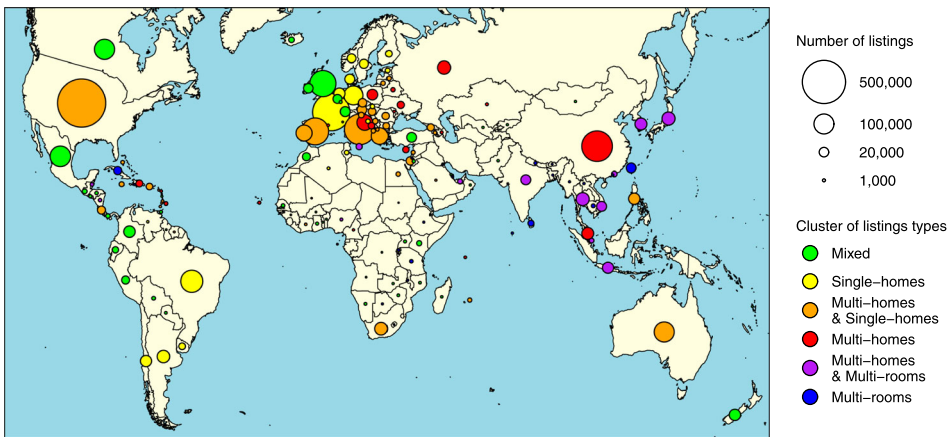 Number of listings
500,000
100,000
20,000
1,000
Cluster of listings types
Mixed
Single−homes
Multi−homes
& Single−homes
Multi−homes
Multi−homes
& Multi−rooms
Multi−rooms